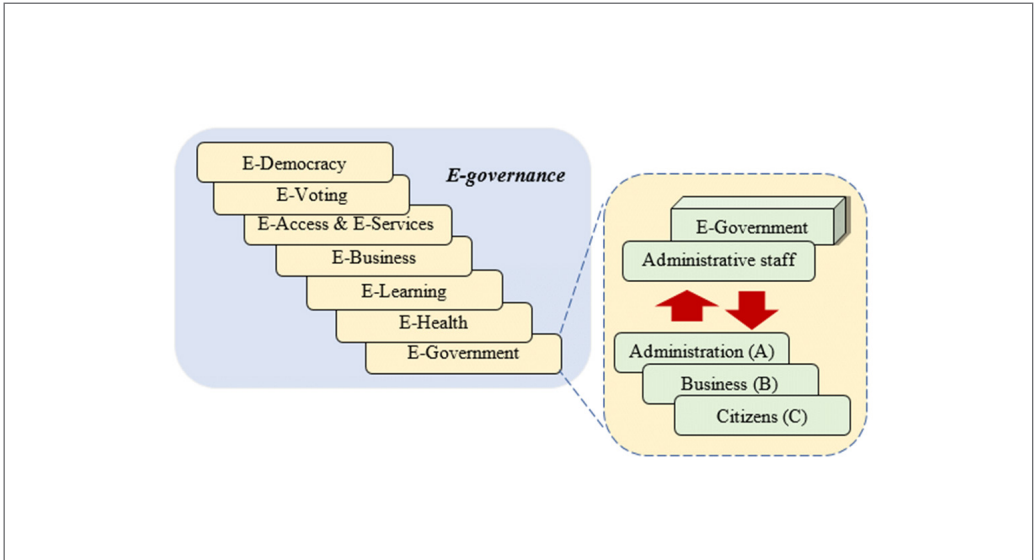 E-Democracy
E-governance
E-Voting
E-Access & E-Services
E-Business
E-Learning
E-Health
E-Government
E-Government
Administrative staff
Administration (A)
Business (B)
Citizens (C)